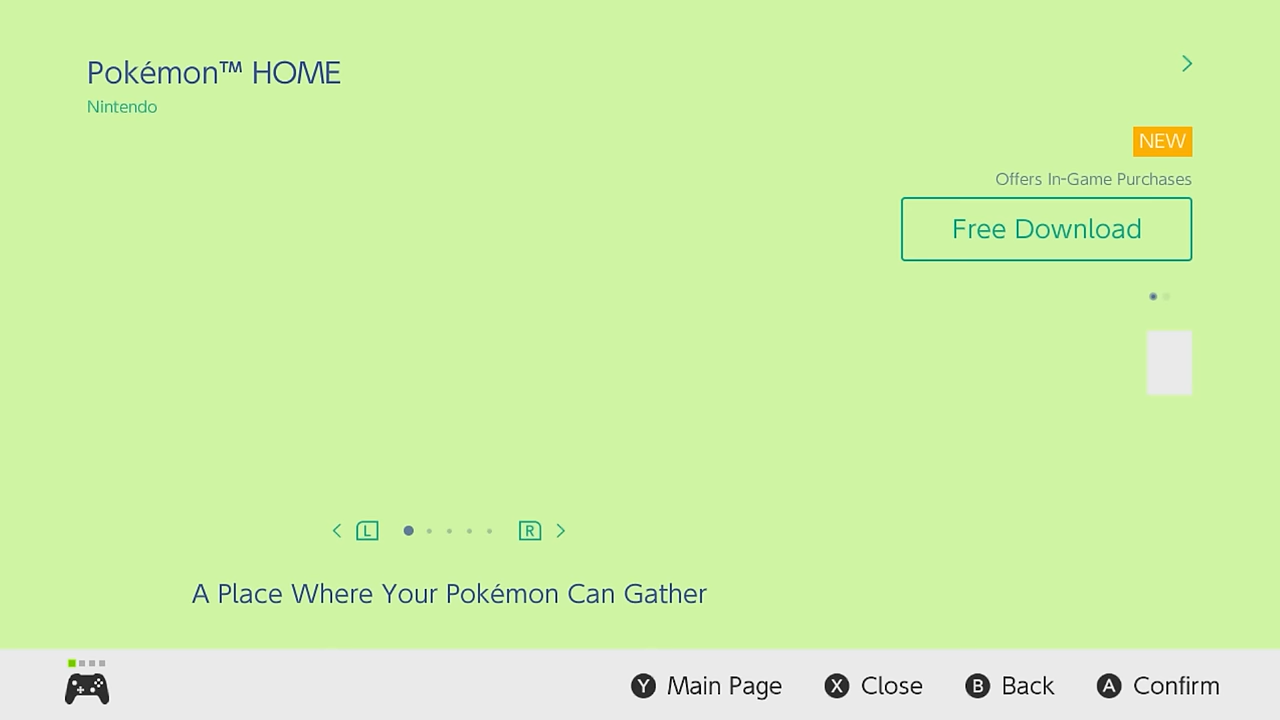 Pokémon™ HOME
Nintendo
NEW
Offers In-Game Purchases
Free Download
L
R
A Place Where Your Pokémon Can Gather
Y Main Page
X Close
B Back
A Confirm